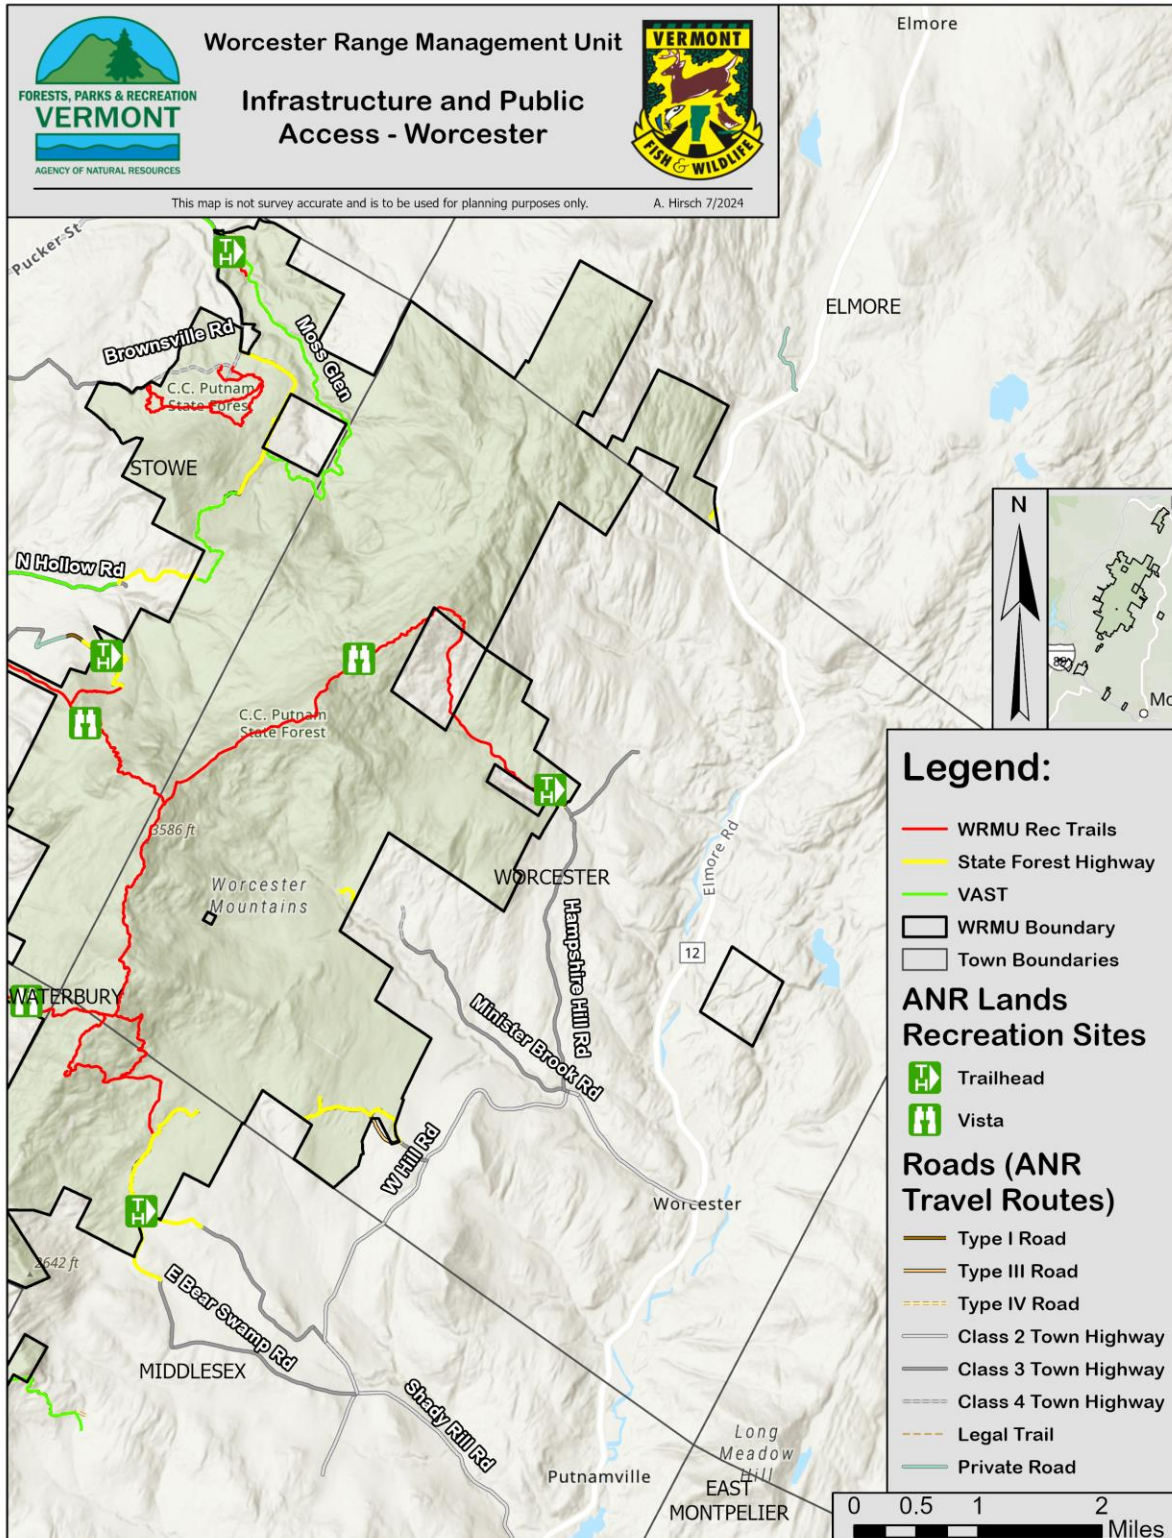 FORESTS, PARKS & RECREATION
VERMONT
AGENCY OF NATURAL RESOURCES
Worcester Range Management Unit
Infrastructure and Public
Access - Worcester
VERMONT
FISH & WILDLIFE
This map is not survey accurate and is to be used for planning purposes only.
A. Hirsch 7/2024
Elmore
Pucker St
TH
Brownsville Rd
Moss Glen
ELMORE
C.C. Putnam
State Forest
STOWE
N Hollow Rd
TH
C.C. Putnam
State Forest
TH
3586 ft
Elmore Rd
Worcester
Mountains
WORCESTER
Hampshire Hill Rd
12
WATERBURY
Minister Brook Rd
W Hill Rd
Worcester
TH
2642 ft
E Bear Swamp Rd
MIDDLESEX
Shady Rill Rd
Long
Meadow
Hill
Putnamville
EAST
MONTPELIER
N
89
Mo
Legend:
WRMU Rec Trails
State Forest Highway
VAST
WRMU Boundary
Town Boundaries
ANR Lands
Recreation Sites
TH
Trailhead
Vista
Roads (ANR
Travel Routes)
Type I Road
Type III Road
Type IV Road
Class 2 Town Highway
Class 3 Town Highway
Class 4 Town Highway
Legal Trail
Private Road
0 0.5 1 2
Miles